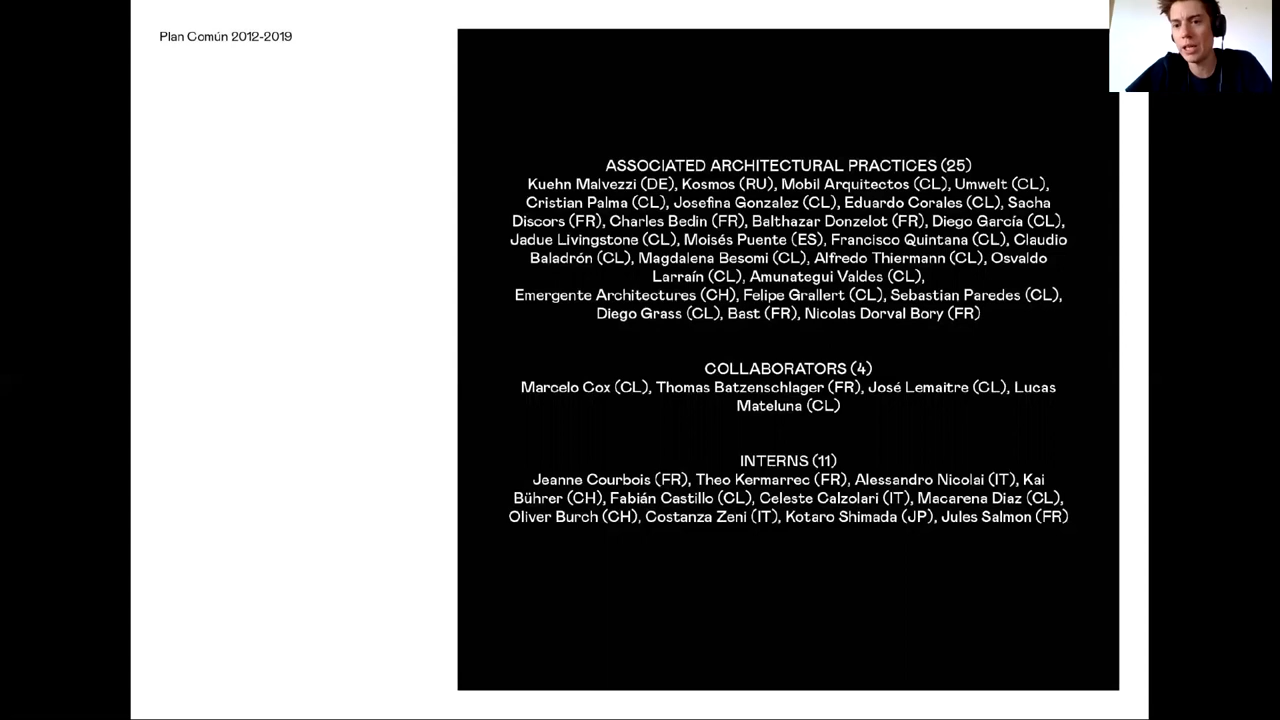 Plan Común 2012-2019
ASSOCIATED ARCHITECTURAL PRACTICES (25)
Kuehn Malvezzi (DE), Kosmos (RU), Mobil Arquitectos (CL), Umwelt (CL),
Cristian Palma (CL), Josefina Gonzalez (CL), Eduardo Corales (CL), Sacha
Discors (FR), Charles Bedin (FR), Balthazar Donzelot (FR), Diego García (CL),
Jadue Livingstone (CL), Moisés Puente (ES), Francisco Quintana (CL), Claudio
Baladrón (CL), Magdalena Besomi (CL), Alfredo Thiermann (CL), Osvaldo
Larraín (CL), Amunategui Valdes (CL),
Emergente Architectures (CH), Felipe Grallert (CL), Sebastian Paredes (CL),
Diego Grass (CL), Bast (FR), Nicolas Dorval Bory (FR)
COLLABORATORS (4)
Marcelo Cox (CL), Thomas Batzenschlager (FR), José Lemaitre (CL), Lucas
Mateluna (CL)
INTERNS (11)
Jeanne Courbois (FR), Theo Kermarrec (FR), Alessandro Nicolai (IT), Kai
Bührer (CH), Fabián Castillo (CL), Celeste Calzolari (IT), Macarena Diaz (CL),
Oliver Burch (CH), Costanza Zeni (IT), Kotaro Shimada (JP), Jules Salmon (FR)